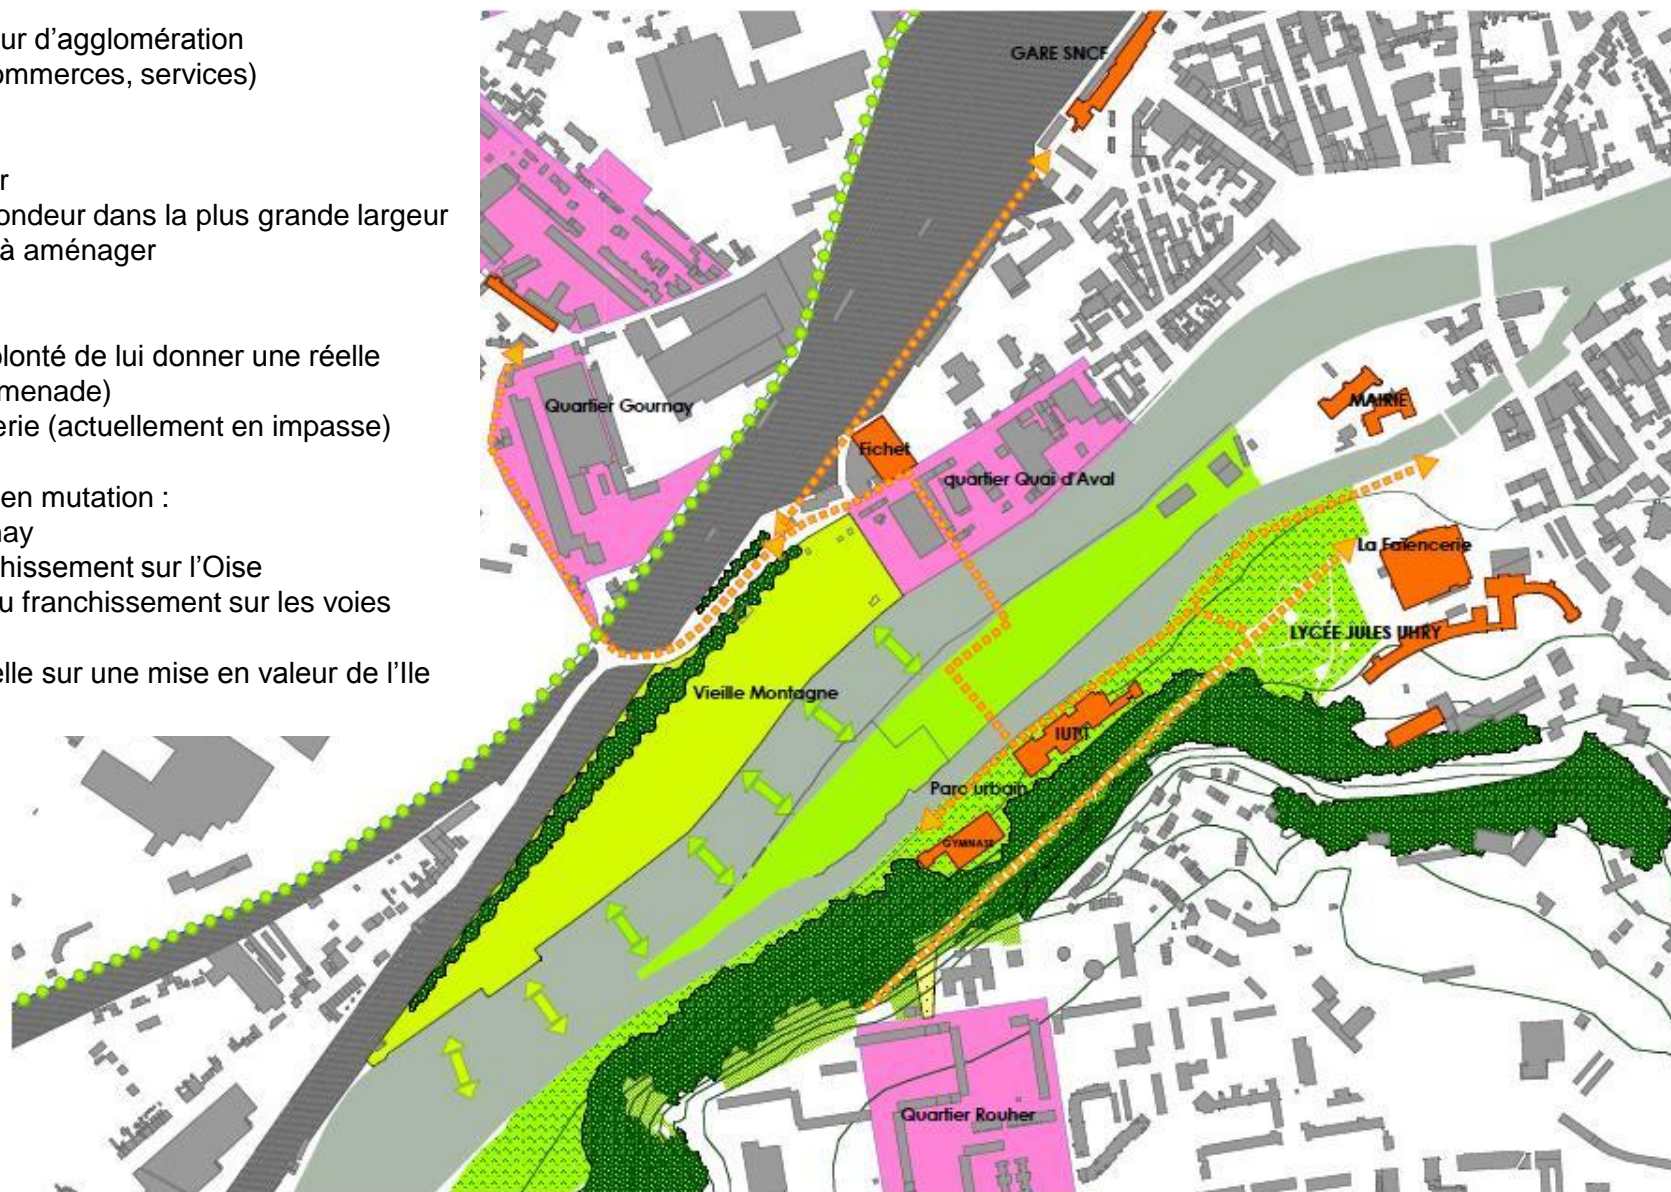 ur d'agglomération
ommerces, services)
r
ondeur dans la plus grande largeur
à aménager
olonté de lui donner une réelle
menade)
erie (actuellement en impasse)
en mutation :
nay
chissement sur l'Oise
u franchissement sur les voies
elle sur une mise en valeur de l'Ile
GARE SNCF
Quartier Gournay
Fichet
quartier Quai d'Aval
MAIRIE
La Faïencerie
LYCÉE JULES UHRY
Vieille Montagne
IUT
Parc urbain
GYMNASE
Quartier Rouher